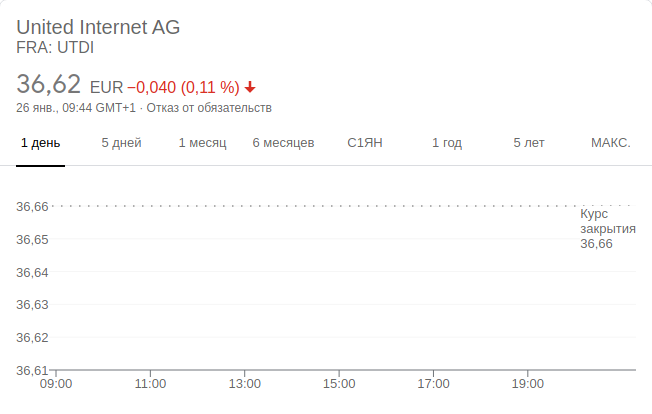 United Internet AG
FRA: UTDI
36,62 EUR −0,040 (0,11 %)
26 янв., 09:44 GMT+1 · Отказ от обязательств
1 день 5 дней 1 месяц 6 месяцев С1ЯН 1 год 5 лет МАКС.
36,66
Курс
закрытия
36,66
36,65
36,64
36,63
36,62
36,61
09:00 11:00 13:00 15:00 17:00 19:00